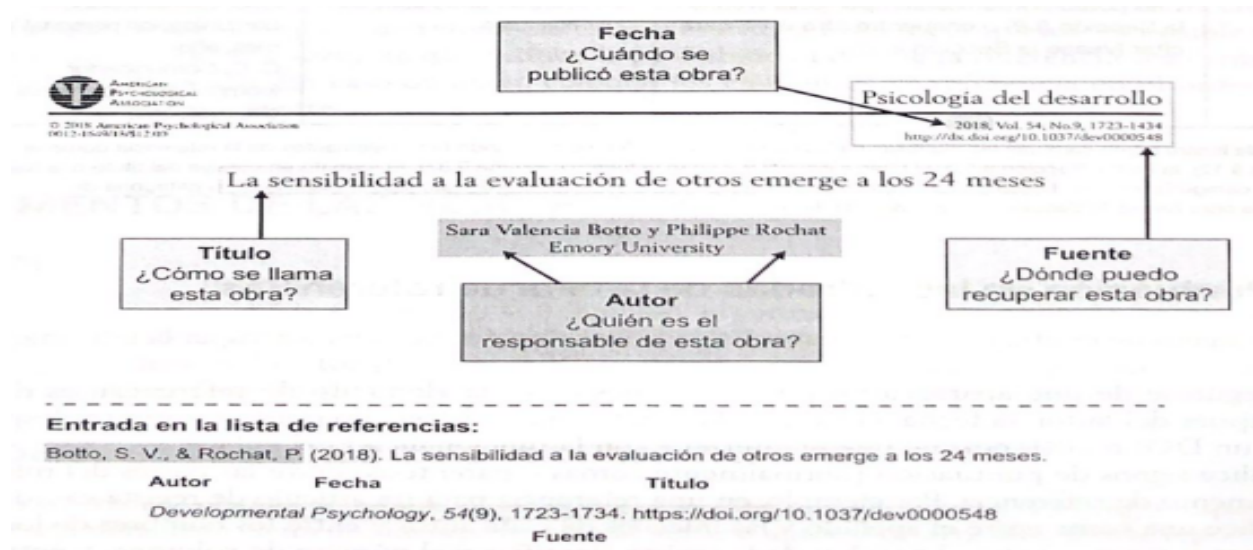 Fecha
¿Cuándo se
publicó esta obra?
AMERICAN
PSYCHOLOGICAL
ASSOCIATION
Psicología del desarrollo
© 2018 American Psychological Association
2018, Vol. 54, No.9, 1723-1434
http://dx.doi.org/10.1037/dev0000548
La sensibilidad a la evaluación de otros emerge a los 24 meses
Sara Valencia Botto y Philippe Rochat
Emory University
Título
¿Cómo se llama
esta obra?
Autor
¿Quién es el
responsable de esta obra?
Fuente
¿Dónde puedo
recuperar esta obra?
Entrada en la lista de referencias:
Botto, S. V., & Rochat, P. (2018). La sensibilidad a la evaluación de otros emerge a los 24 meses.
Autor Fecha Título
Developmental Psychology, 54(9), 1723-1734. https://doi.org/10.1037/dev0000548
Fuente